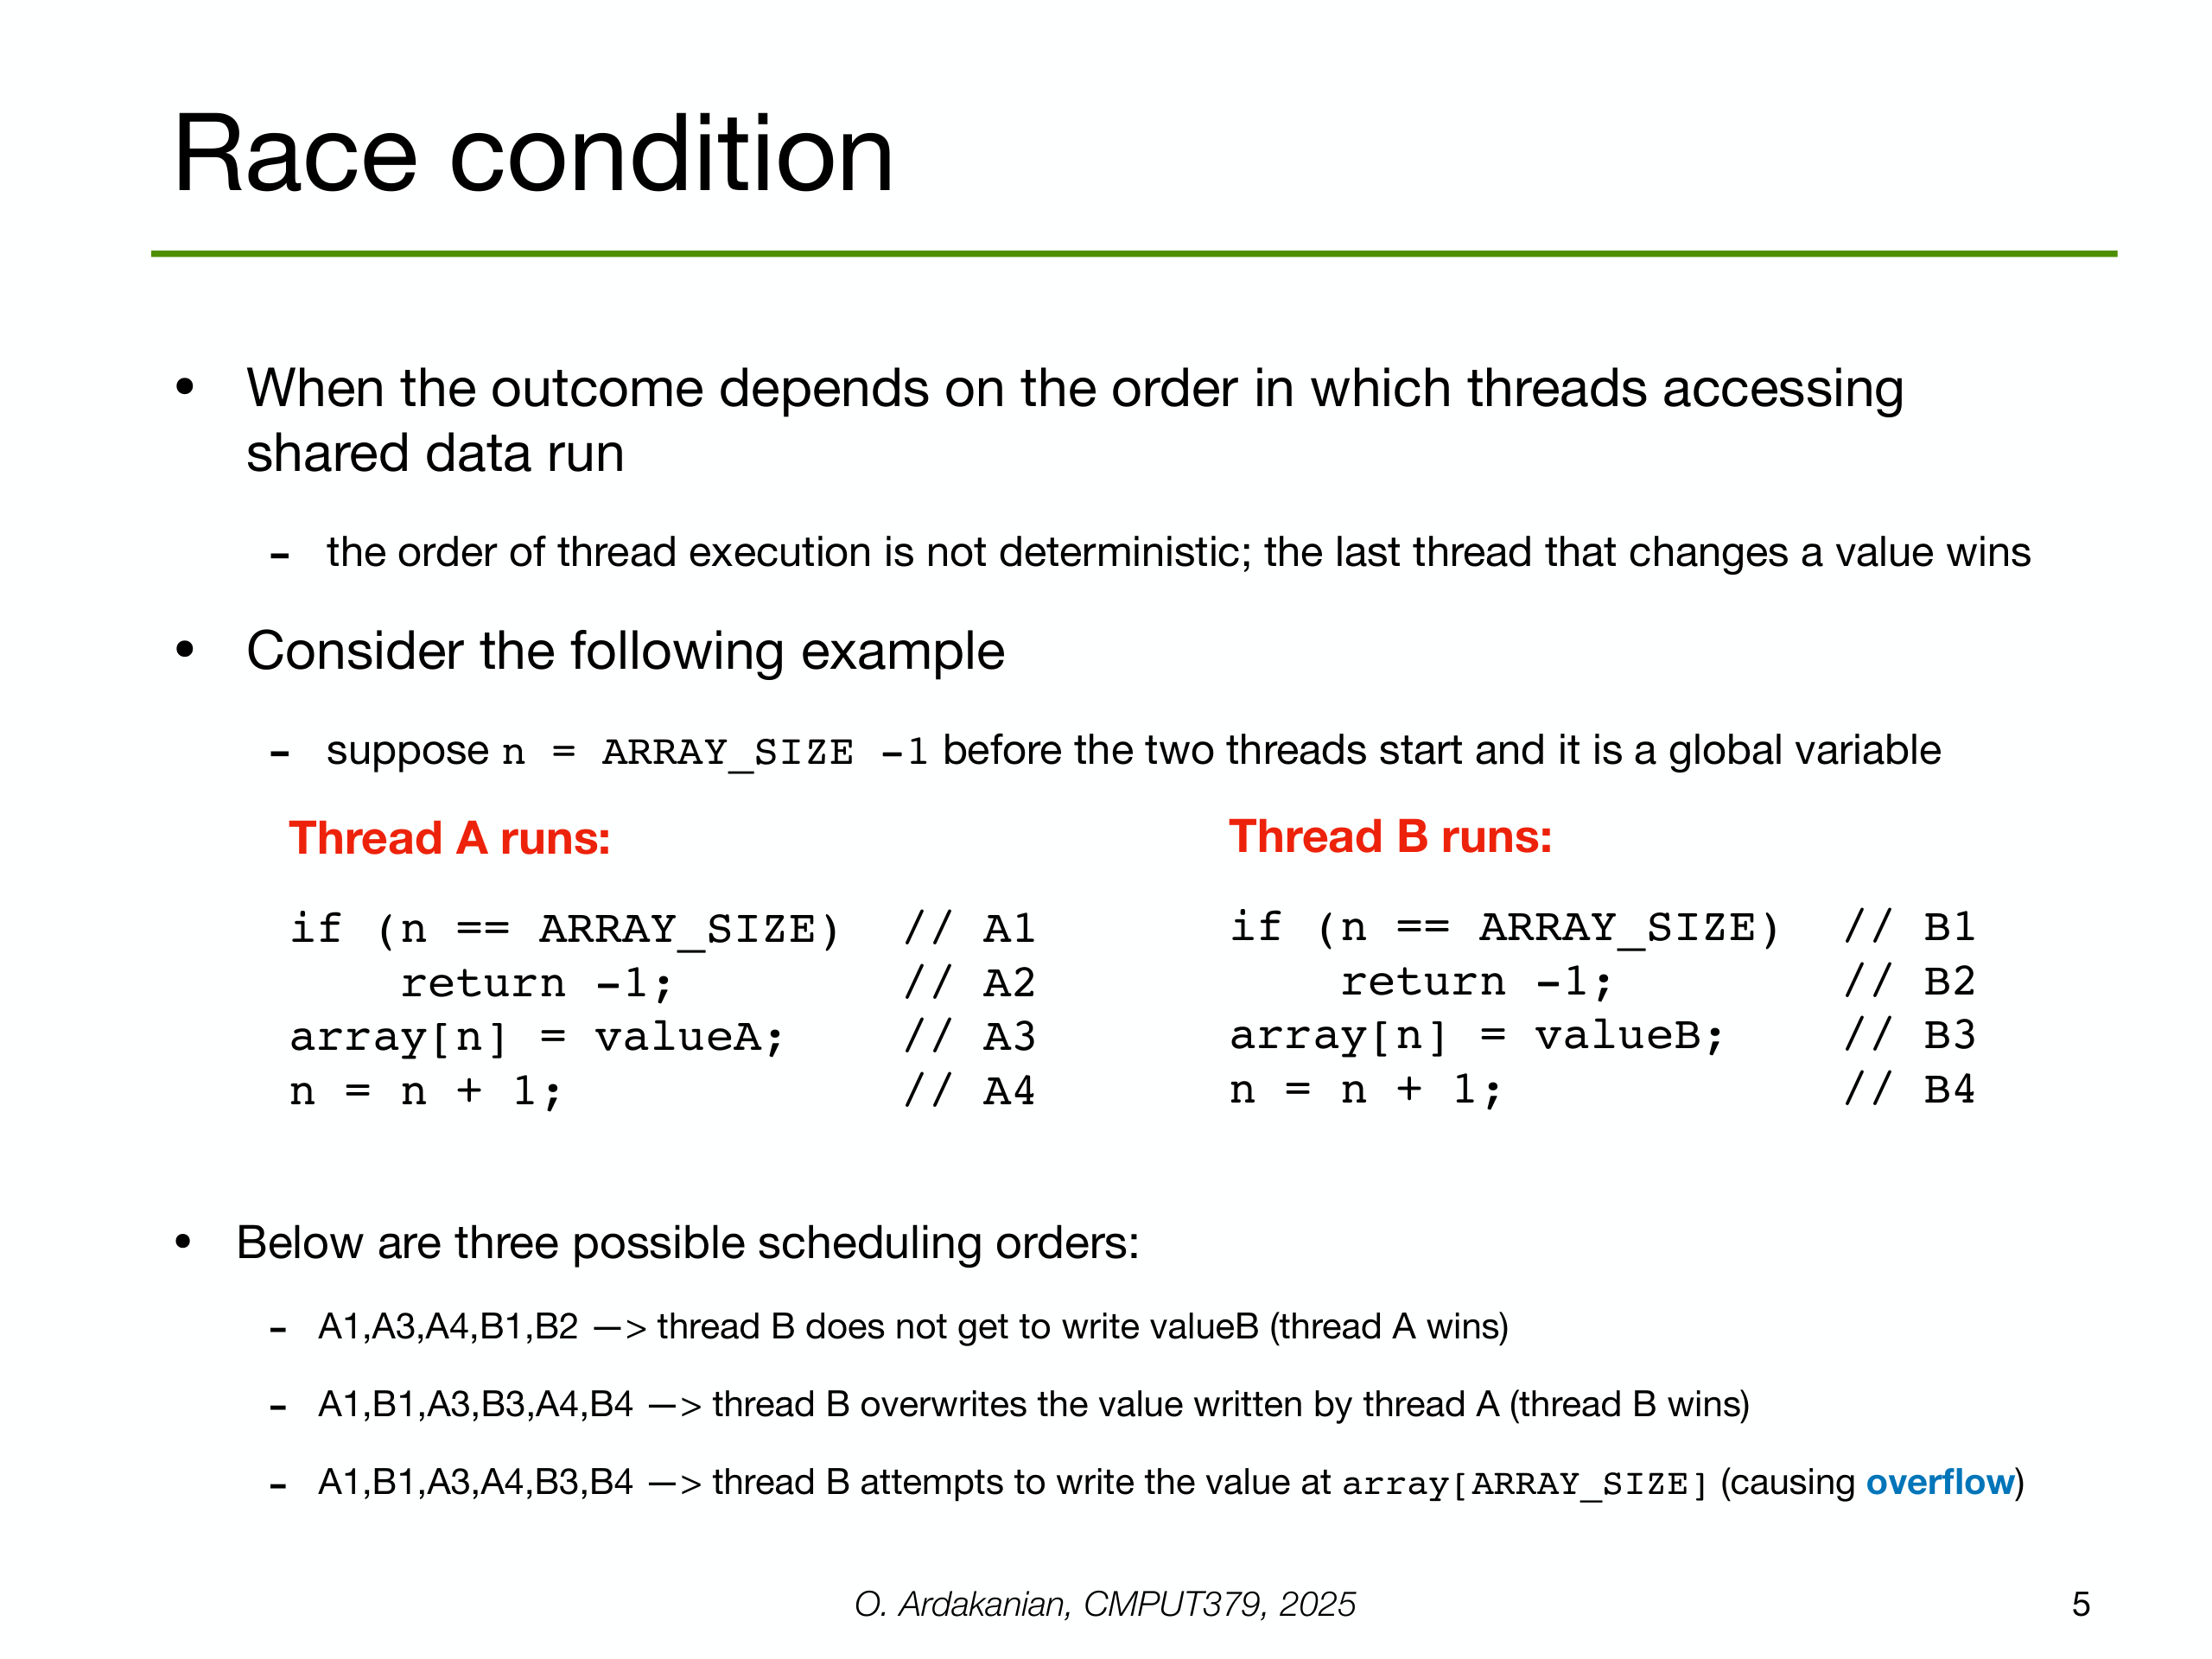 Race condition
• When the outcome depends on the order in which threads accessing
shared data run
- the order of thread execution is not deterministic; the last thread that changes a value wins
• Consider the following example
- suppose n = ARRAY_SIZE -1 before the two threads start and it is a global variable
Thread A runs:
if (n == ARRAY_SIZE) // A1
return -1; // A2
array[n] = valueA; // A3
n = n + 1; // A4
Thread B runs:
if (n == ARRAY_SIZE) // B1
return -1; // B2
array[n] = valueB; // B3
n = n + 1; // B4
• Below are three possible scheduling orders:
- A1,A3,A4,B1,B2 —> thread B does not get to write valueB (thread A wins)
- A1,B1,A3,B3,A4,B4 —> thread B overwrites the value written by thread A (thread B wins)
- A1,B1,A3,A4,B3,B4 —> thread B attempts to write the value at array[ARRAY_SIZE] (causing overflow)
O. Ardakanian, CMPUT379, 2025
5